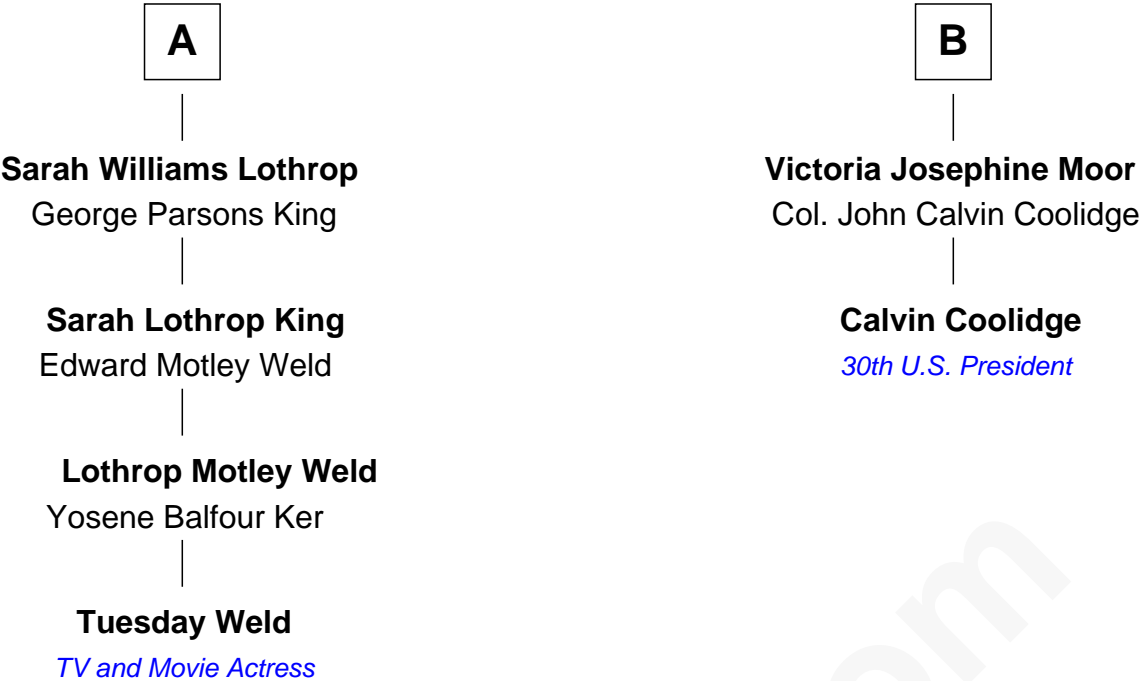 A
B
Sarah Williams Lothrop
George Parsons King
Victoria Josephine Moor
Col. John Calvin Coolidge
Sarah Lothrop King
Edward Motley Weld
Calvin Coolidge
30th U.S. President
Lothrop Motley Weld
Yosene Balfour Ker
Tuesday Weld
TV and Movie Actress
om